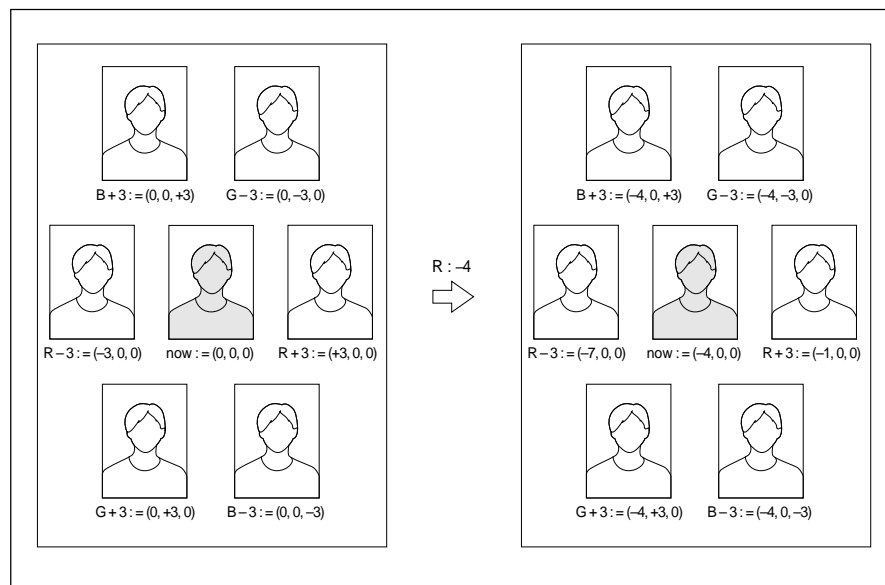 B + 3 : = (0, 0, +3) G – 3 : = (0, –3, 0)
R – 3 : = (–3, 0, 0) now : = (0, 0, 0) R + 3 : = (+3, 0, 0)
G + 3 : = (0, +3, 0) B – 3 : = (0, 0, –3)
R : –4
B + 3 : = (–4, 0, +3) G – 3 : = (–4, –3, 0)
R – 3 : = (–7, 0, 0) now : = (–4, 0, 0) R + 3 : = (–1, 0, 0)
G + 3 : = (–4, +3, 0) B – 3 : = (–4, 0, –3)